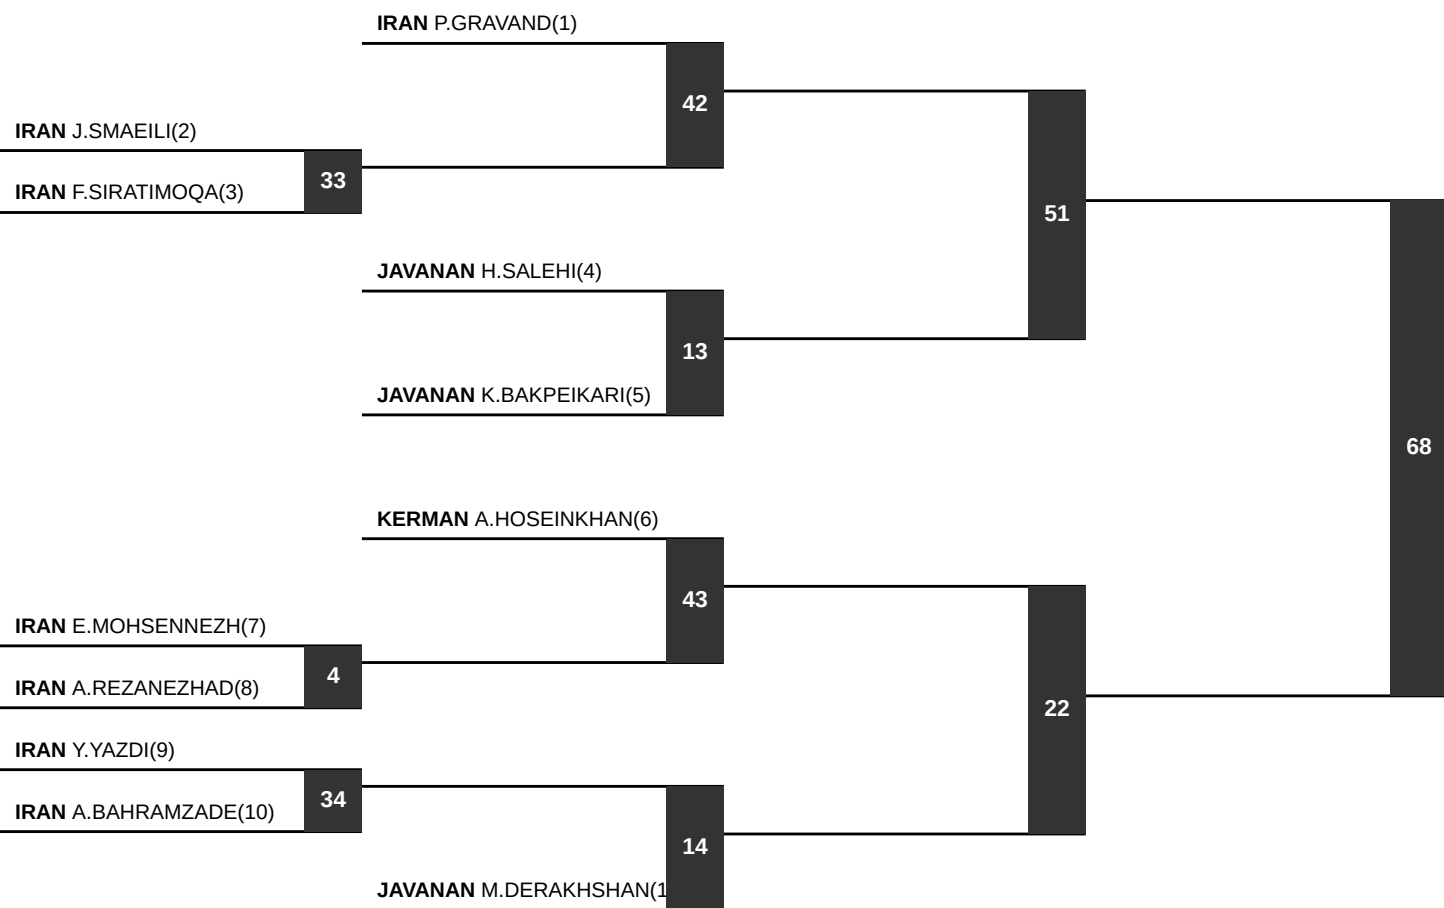 IRAN P.GRAVAND(1)
42
IRAN J.SMAEILI(2)
33
IRAN F.SIRATIMOQA(3)
51
JAVANAN H.SALEHI(4)
13
JAVANAN K.BAKPEIKARI(5)
68
KERMAN A.HOSEINKHAN(6)
43
IRAN E.MOHSENNEZH(7)
4
IRAN A.REZANEZHAD(8)
22
IRAN Y.YAZDI(9)
34
IRAN A.BAHRAMZADE(10)
14
JAVANAN M.DERAKHSHAN(1